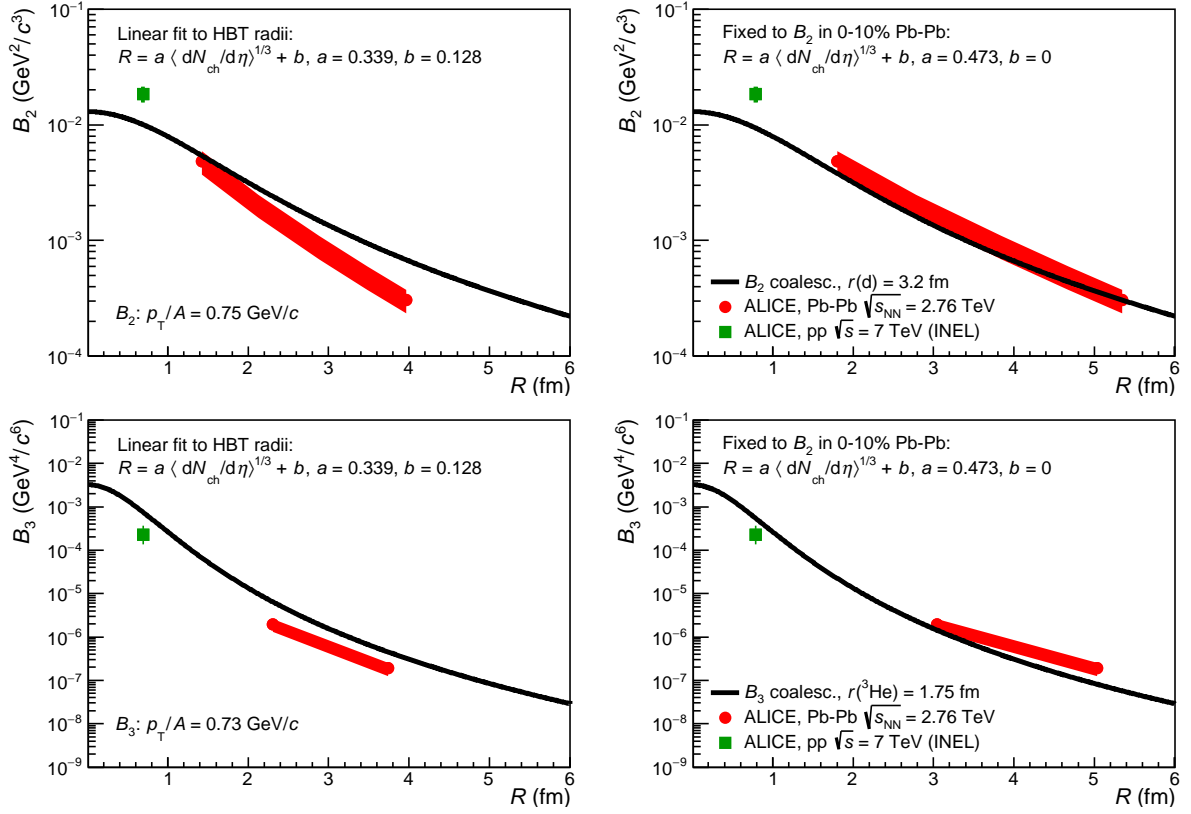 Linear fit to HBT radii:
R = a ⟨ dN_ch/dη⟩^1/3 + b, a = 0.339, b = 0.128
B_2: p_T/A = 0.75 GeV/c
B_2 (GeV^2/c^3)
10^−1
10^−2
10^−3
10^−4
1 2 3 4 5 6
R (fm)
Fixed to B_2 in 0-10% Pb-Pb:
R = a ⟨ dN_ch/dη⟩^1/3 + b, a = 0.473, b = 0
B_2 coalesc., r(d) = 3.2 fm
ALICE, Pb-Pb √s_NN = 2.76 TeV
ALICE, pp √s = 7 TeV (INEL)
B_2 (GeV^2/c^3)
10^−1
10^−2
10^−3
10^−4
0 1 2 3 4 5 6
R (fm)
Linear fit to HBT radii:
R = a ⟨ dN_ch/dη⟩^1/3 + b, a = 0.339, b = 0.128
B_3: p_T/A = 0.73 GeV/c
B_3 (GeV^4/c^6)
10^−1
10^−2
10^−3
10^−4
10^−5
10^−6
10^−7
10^−8
10^−9
1 2 3 4 5 6
R (fm)
Fixed to B_2 in 0-10% Pb-Pb:
R = a ⟨ dN_ch/dη⟩^1/3 + b, a = 0.473, b = 0
B_3 coalesc., r(^3He) = 1.75 fm
ALICE, Pb-Pb √s_NN = 2.76 TeV
ALICE, pp √s = 7 TeV (INEL)
B_3 (GeV^4/c^6)
10^−1
10^−2
10^−3
10^−4
10^−5
10^−6
10^−7
10^−8
10^−9
0 1 2 3 4 5 6
R (fm)